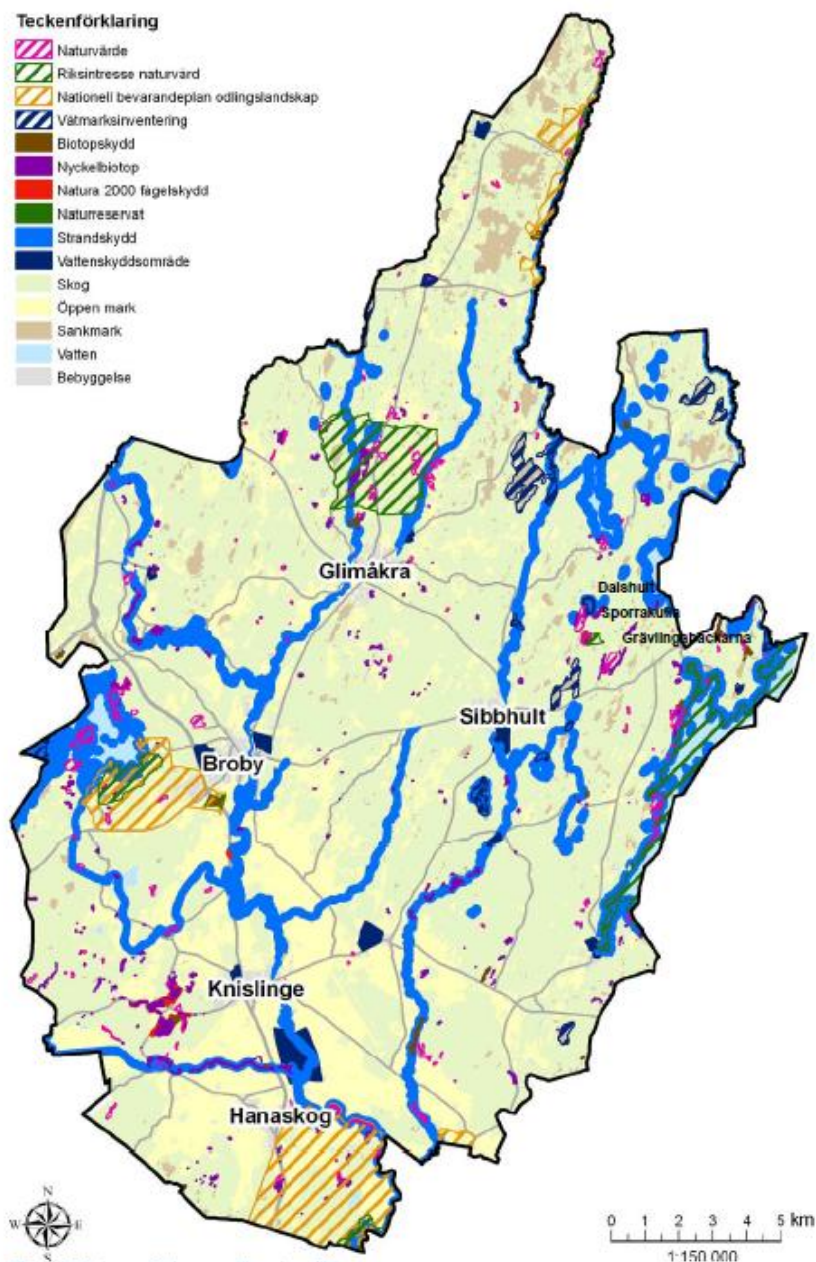 Teckenförklaring
Naturvärde
Riksintresse naturvård
Nationell bevarandeplan odlingslandskap
Våtmarksinventering
Biotopskydd
Nyckelbiotop
Natura 2000 fågelskydd
Naturreservat
Strandskydd
Vattenskyddsområde
Skog
Öppen mark
Sankmark
Vatten
Bebyggelse
Glimåkra
Dalshult
Sporrakulla
Grävlingabackarna
Sibbhult
Broby
Knislinge
Hanaskog
N
W E
S
0 1 2 3 4 5 km
1:150 000